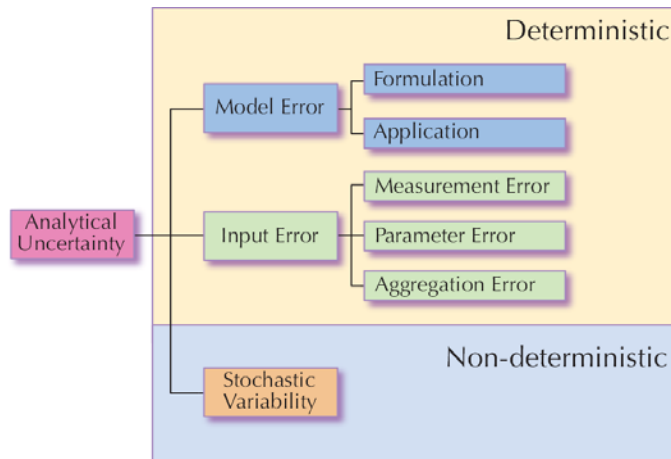 Deterministic
Formulation
Model Error
Application
Measurement Error
Analytical
Uncertainty
Input Error
Parameter Error
Aggregation Error
Non-deterministic
Stochastic
Variability